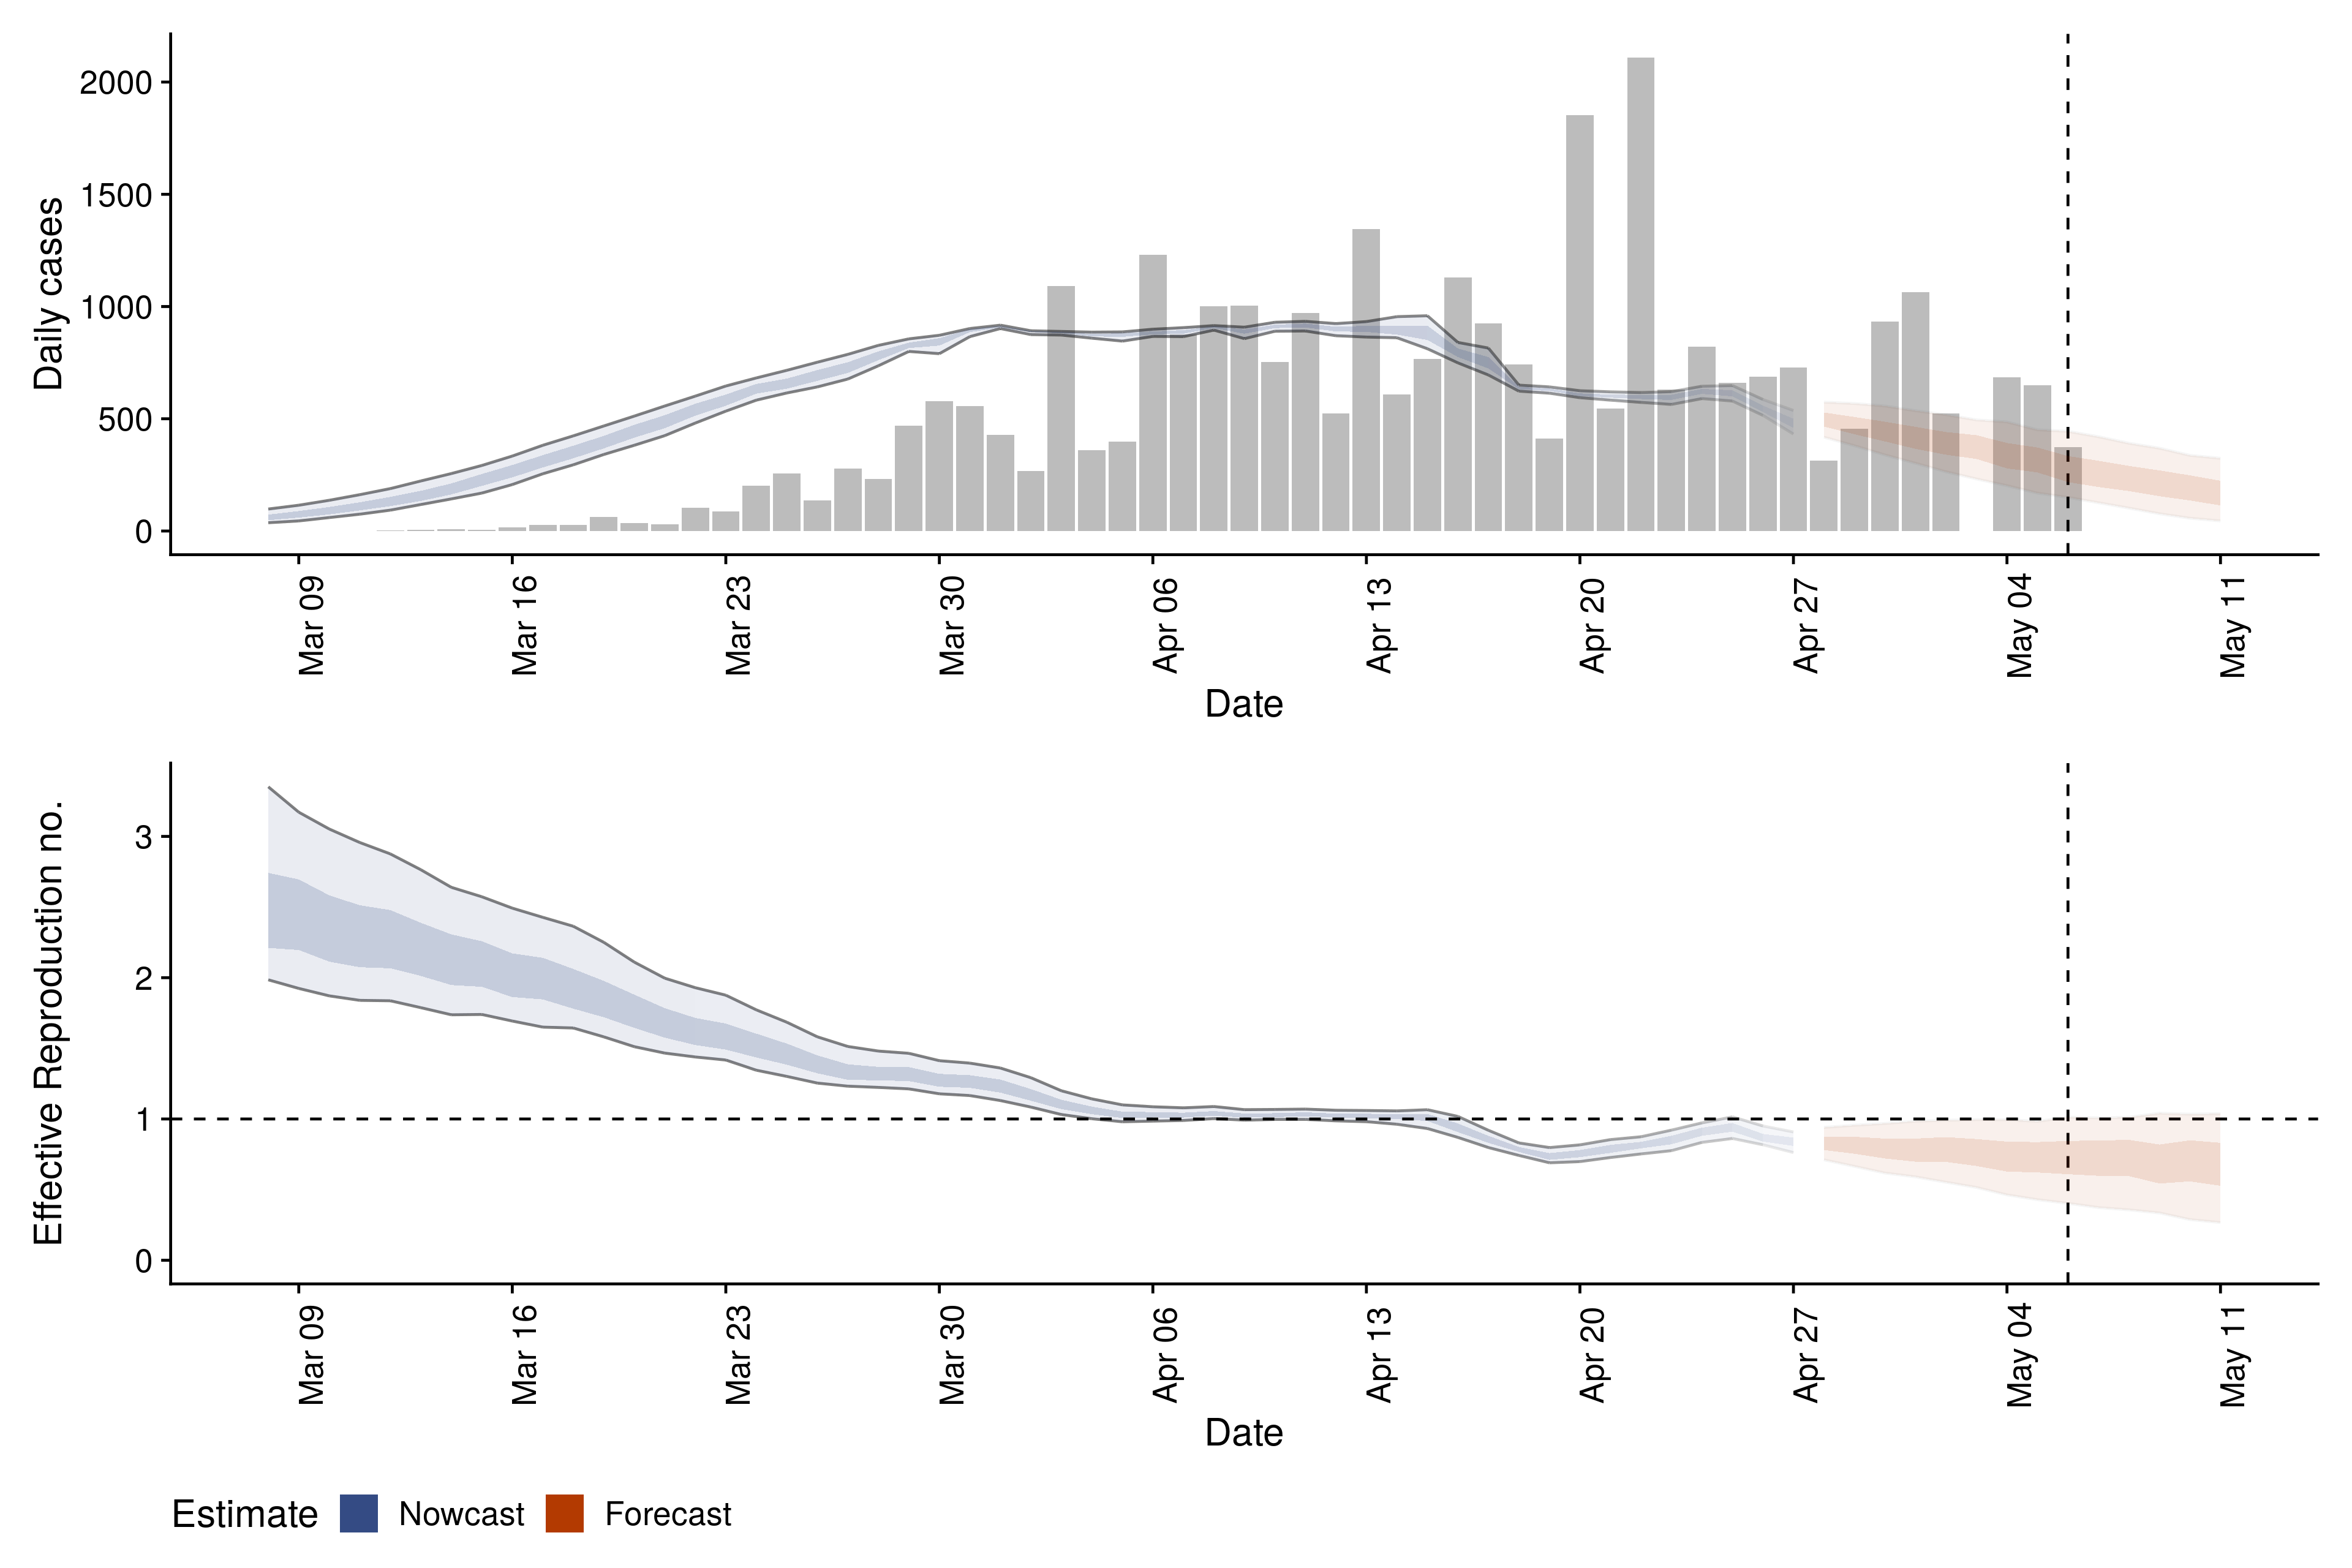 Daily cases
2000
1500
1000
500
0
Mar 09 Mar 16 Mar 23 Mar 30 Apr 06 Apr 13 Apr 20 Apr 27 May 04 May 11
Date
Effective Reproduction no.
3
2
1
0
Mar 09 Mar 16 Mar 23 Mar 30 Apr 06 Apr 13 Apr 20 Apr 27 May 04 May 11
Date
Estimate Nowcast Forecast